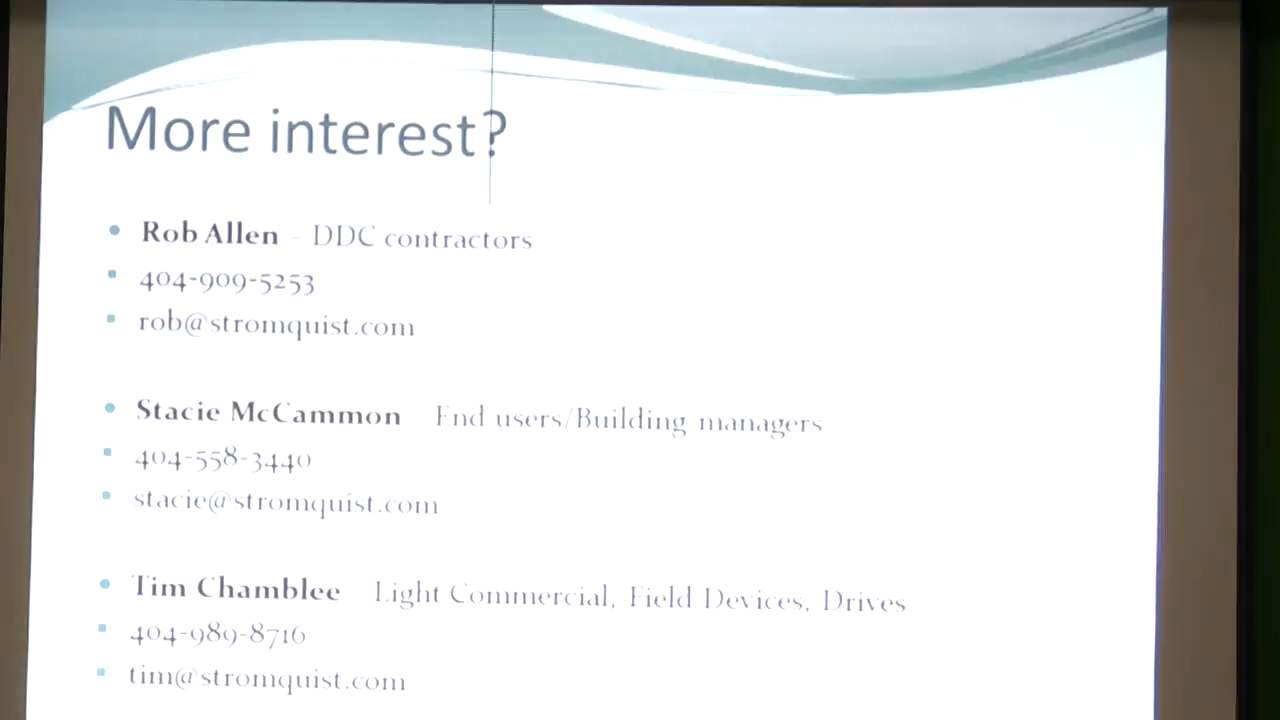 More interest?
Rob Allen – DDC contractors
404-909-5253
rob@stromquist.com
Stacie McCammon End users/Building managers
404-558-3440
stacie@stromquist.com
Tim Chamblee Light Commercial, Field Devices, Drives
404-989-8716
tim@stromquist.com